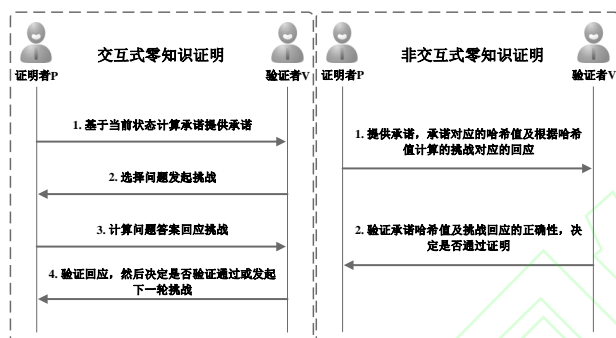 交互式零知识证明
证明者P
验证者V
1. 基于当前状态计算承诺提供承诺
2. 选择问题发起挑战
3. 计算问题答案回应挑战
4. 验证回应，然后决定是否验证通过或发起
下一轮挑战
非交互式零知识证明
证明者P
验证者V
1. 提供承诺，承诺对应的哈希值及根据哈希
值计算的挑战对应的回应
2. 验证承诺哈希值及挑战回应的正确性，决
定是否通过证明